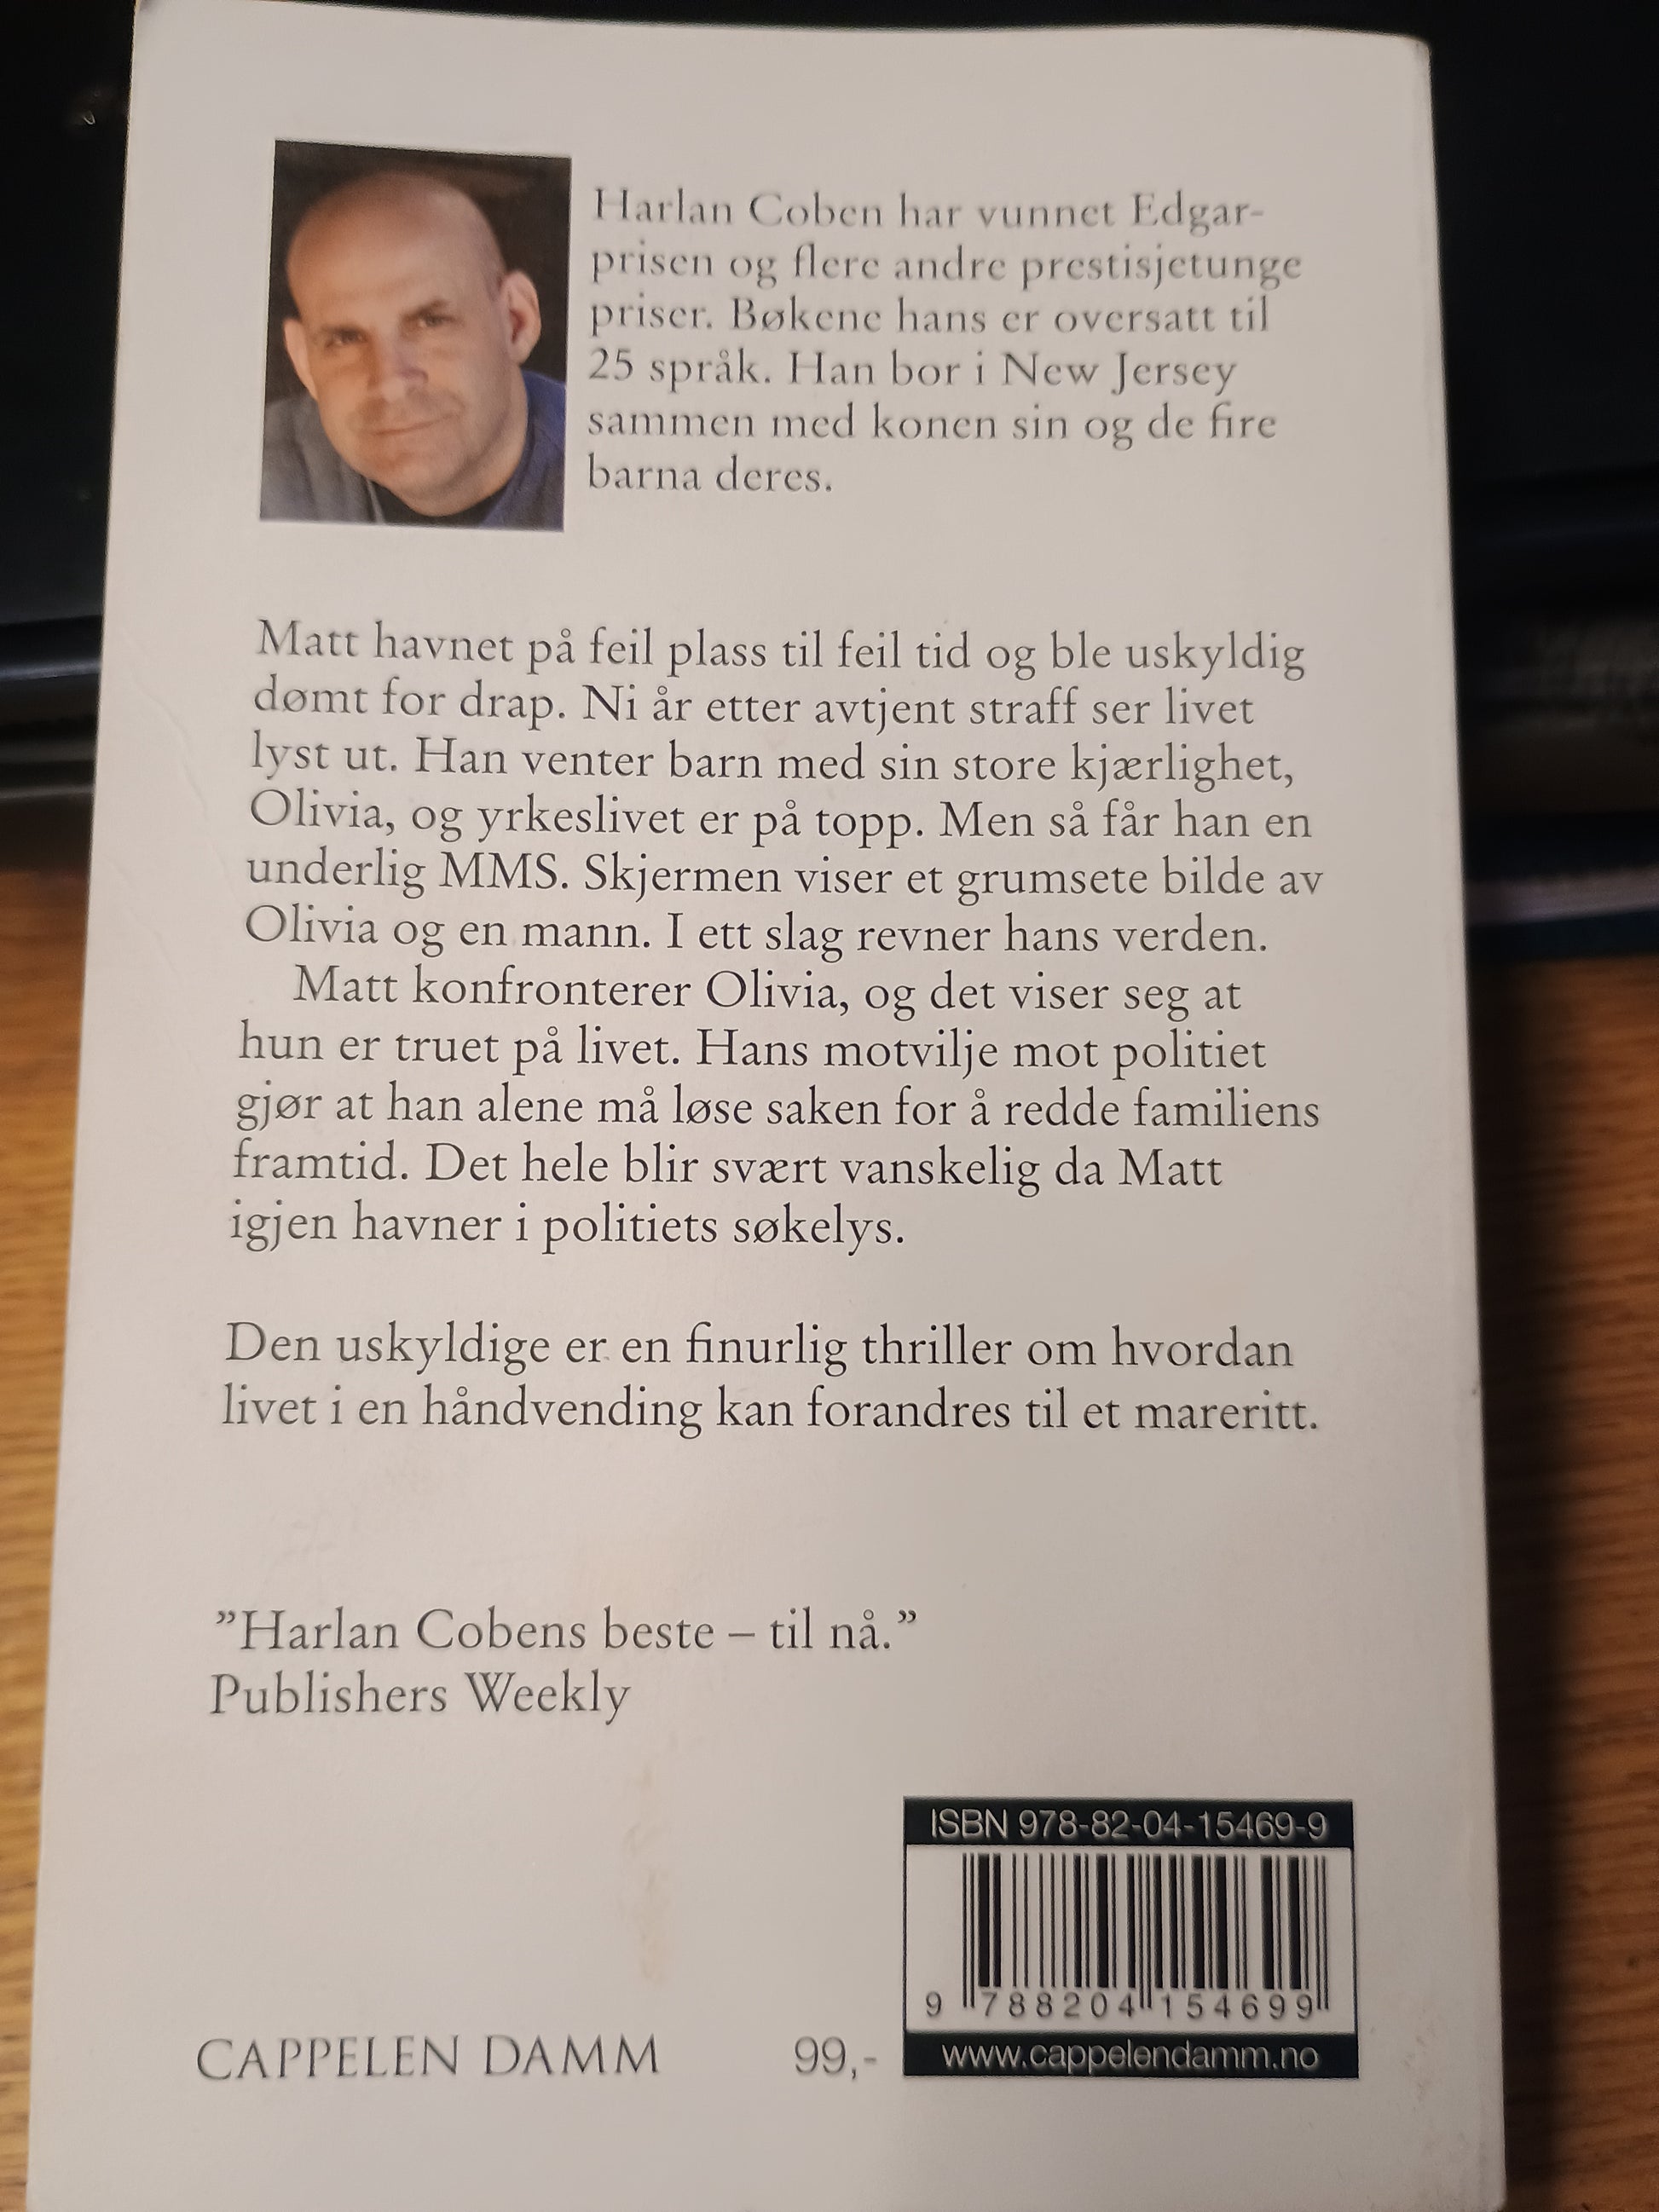 Harlan Coben har vunnet Edgar-
prisen og flere andre prestisjetunge
priser. Bøkene hans er oversatt til
25 språk. Han bor i New Jersey
sammen med konen sin og de fire
barna deres.
Matt havnet på feil plass til feil tid og ble uskyldig
dømt for drap. Ni år etter avtjent straff ser livet
lyst ut. Han venter barn med sin store kjærlighet,
Olivia, og yrkeslivet er på topp. Men så får han en
underlig MMS. Skjermen viser et grumsete bilde av
Olivia og en mann. I ett slag revner hans verden.
Matt konfronterer Olivia, og det viser seg at
hun er truet på livet. Hans motvilje mot politiet
gjør at han alene må løse saken for å redde familiens
framtid. Det hele blir svært vanskelig da Matt
igjen havner i politiets søkelys.
Den uskyldige er en finurlig thriller om hvordan
livet i en håndvending kan forandres til et mareritt.
”Harlan Cobens beste – til nå.”
Publishers Weekly
ISBN 978-82-04-15469-9
9 788204 154699
www.cappelendamm.no
CAPPELEN DAMM 99,-